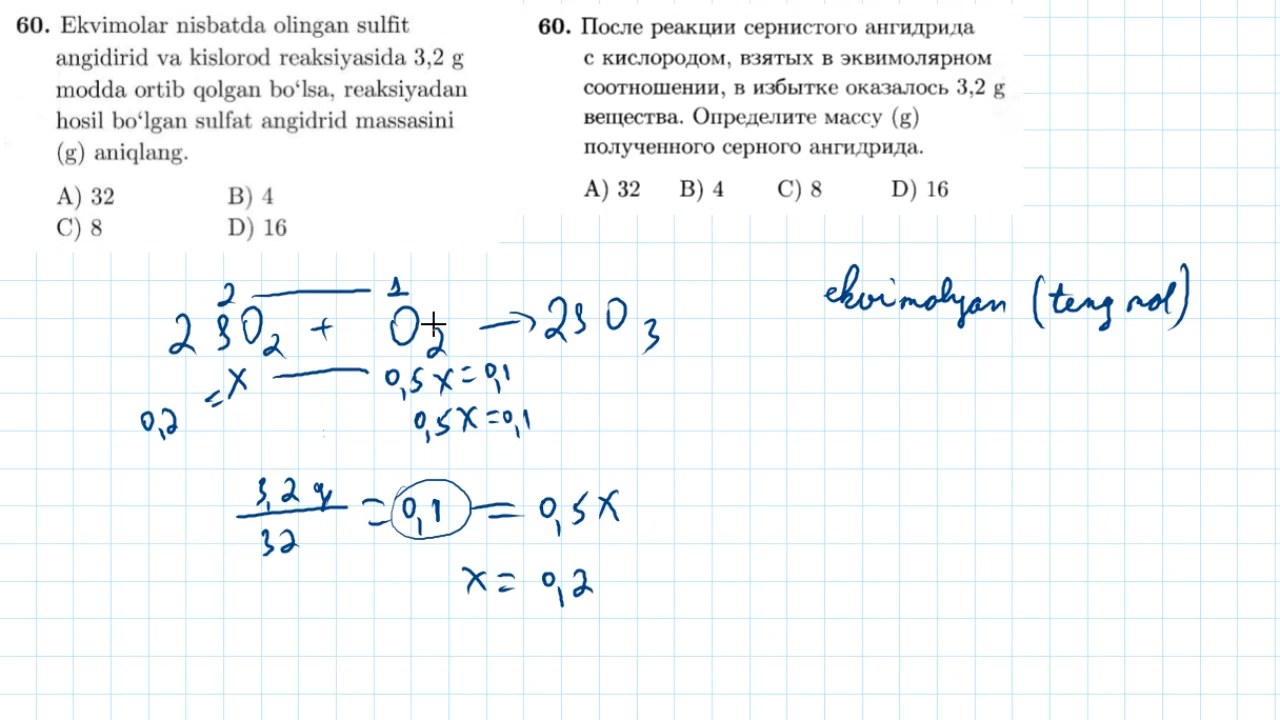 60. Ekvimolar nisbatda olingan sulfit
angidirid va kislorod reaksiyasida 3,2 g
modda ortib qolgan bo‘lsa, reaksiyadan
hosil bo‘lgan sulfat angidrid massasini
(g) aniqlang.
A) 32 B) 4
C) 8 D) 16
60. После реакции сернистого ангидрида
с кислородом, взятых в эквимолярном
соотношении, в избытке оказалось 3,2 g
вещества. Определите массу (g)
полученного серного ангидрида.
A) 32 B) 4 C) 8 D) 16
ekvimolyar (teng mol)
2 1
2SO2 + O2 → 2SO3
0,2 = x — 0,5x = 0,1
0,5x = 0,1
3,2 g / 32 = 0,1 = 0,5x
x = 0,2